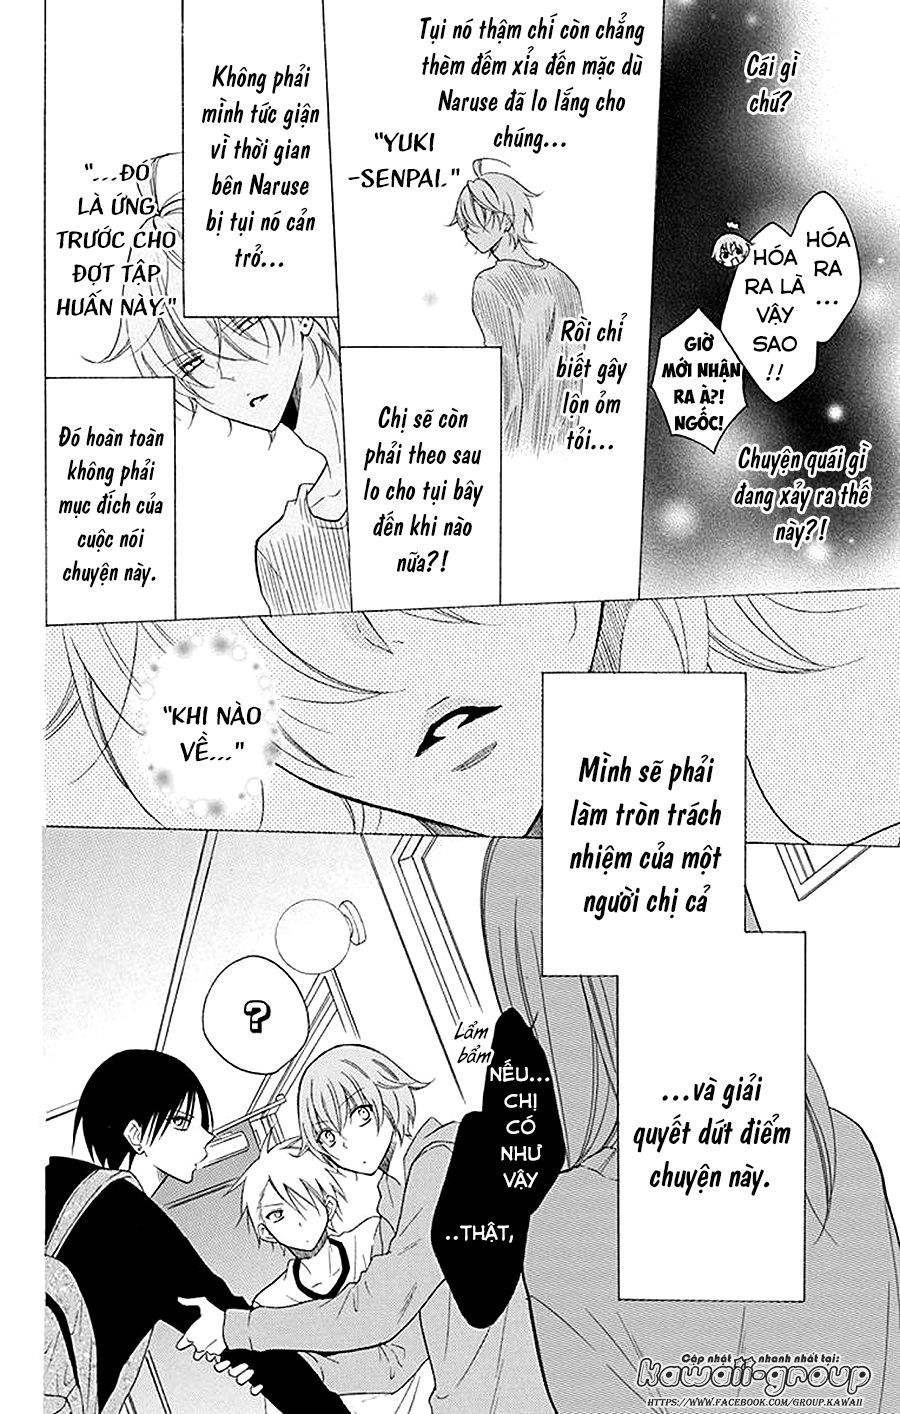 Cái gì
chứ?
HÓA
RA
...
HÓA
RA LÀ
VẬY
SAO
!!
GIỜ
MỚI NHẬN
RA À?!
NGỐC!
Chuyện quái gì
đang xảy ra thế
này?!
Tụi nó thậm chí còn chẳng
thèm đếm xỉa đến mặc dù
Naruse đã lo lắng cho
chúng...
"YUKI
-SENPAI."
Rồi chỉ
biết gây
lộn ỏm
tỏi...
Chị sẽ còn
phải theo sau
lo cho tụi bây
đến khi nào
nữa?!
Không phải
mình tức giận
vì thời gian
bên Naruse
bị tụi nó cản
trở...
"...ĐÓ
LÀ ỨNG
TRƯỚC CHO
ĐỢT TẬP
HUẤN NÀY."
Đó hoàn toàn
không phải
mục đích của
cuộc nói
chuyện này.
"KHI NÀO
VỀ..."
Mình sẽ phải
làm tròn trách
nhiệm của một
người chị cả
...và giải
quyết dứt điểm
chuyện này.
Lẩm
bẩm
NẾU...
CHỊ
CÓ
NHƯ
VẬY
..THẬT,
?
Cập nhật nhanh nhất tại:
kawaii-group
HTTPS://WWW.FACEBOOK.COM/GROUP.KAWAII